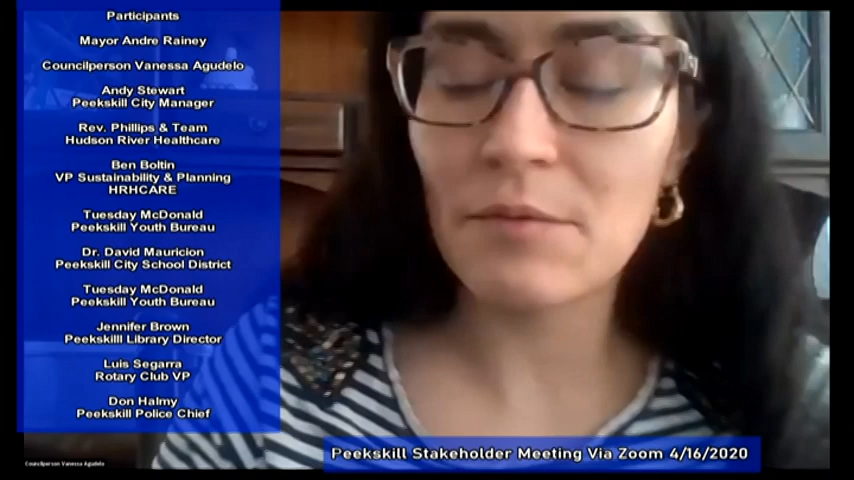 Participants
Mayor Andre Rainey
Councilperson Vanessa Agudelo
Andy Stewart
Peekskill City Manager
Rev. Phillips & Team
Hudson River Healthcare
Ben Boltin
VP Sustainability & Planning
HRHCARE
Tuesday McDonald
Peekskill Youth Bureau
Dr. David Mauricion
Peekskill City School District
Tuesday McDonald
Peekskill Youth Bureau
Jennifer Brown
Peekskilll Library Director
Luis Segarra
Rotary Club VP
Don Halmy
Peekskill Police Chief
Peekskill Stakeholder Meeting Via Zoom 4/16/2020
Councilperson Vanessa Agudelo